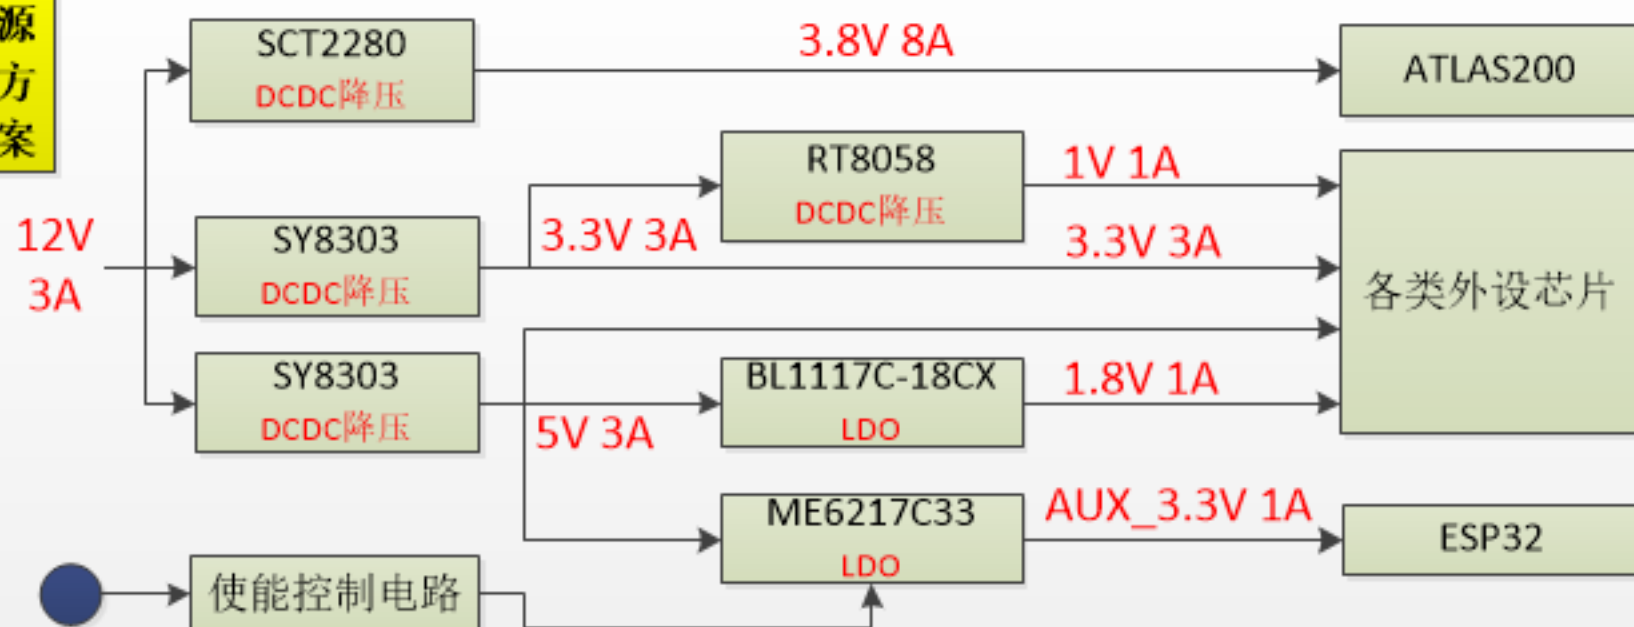 源
方
案
12V
3A
SCT2280
DCDC降压
3.8V 8A
ATLAS200
SY8303
DCDC降压
3.3V 3A
RT8058
DCDC降压
1V 1A
3.3V 3A
各类外设芯片
SY8303
DCDC降压
5V 3A
BL1117C-18CX
LDO
1.8V 1A
ME6217C33
LDO
AUX_3.3V 1A
ESP32
使能控制电路